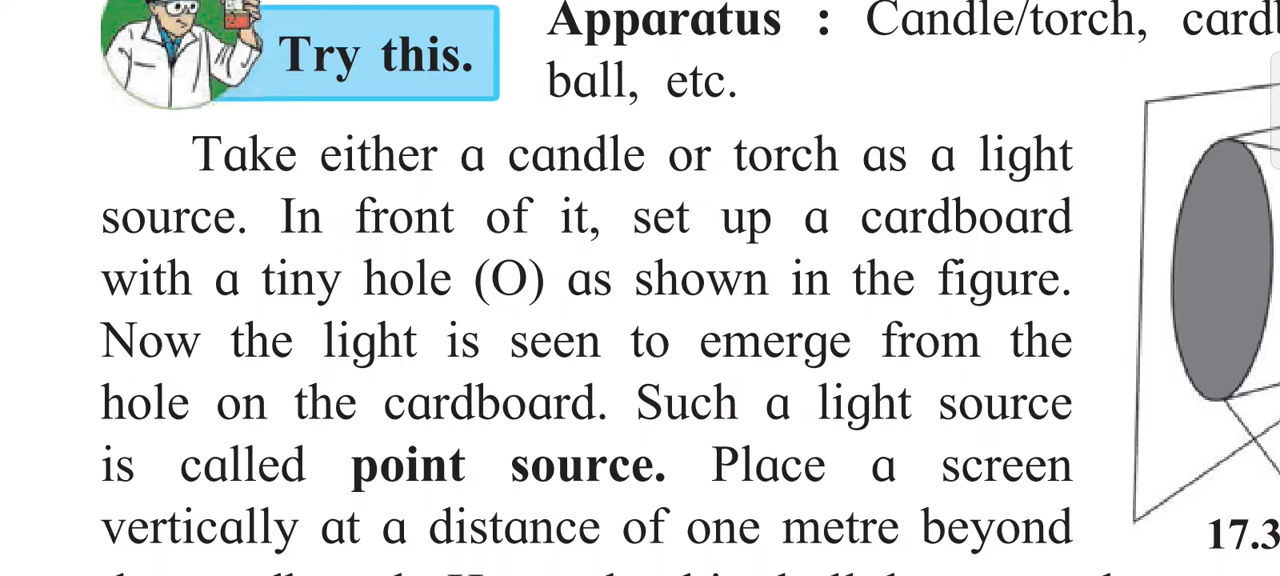 Apparatus : Candle/torch,
Try this.
ball, etc.
Take either a candle or torch as a light
source. In front of it, set up a cardboard
with a tiny hole (O) as shown in the figure.
Now the light is seen to emerge from the
hole on the cardboard. Such a light source
is called point source. Place a screen
vertically at a distance of one metre beyond
17.3